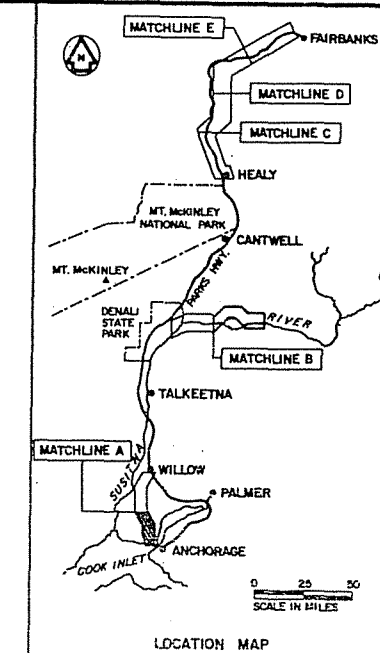 MATCHLINE E
FAIRBANKS
N
MATCHLINE D
MATCHLINE C
HEALY
MT. McKINLEY
NATIONAL PARK
CANTWELL
MT. McKINLEY
PARKS HWY.
DENALI
STATE
PARK
RIVER
MATCHLINE B
TALKEETNA
MATCHLINE A
SUSITNA
WILLOW
PALMER
ANCHORAGE
COOK INLET
0 25 50
SCALE IN MILES
LOCATION MAP